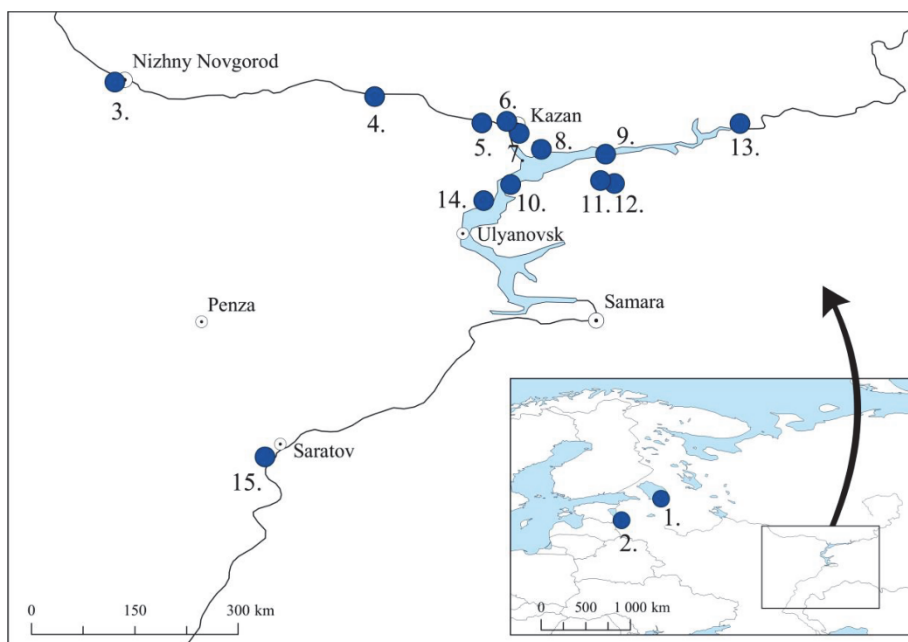 Nizhny Novgorod
3.
4.
5.
6.
Kazan
7.
8.
9.
13.
14.
10.
11.
12.
Ulyanovsk
Penza
Samara
Saratov
15.
1.
2.
0 150 300 km
0 500 1 000 km